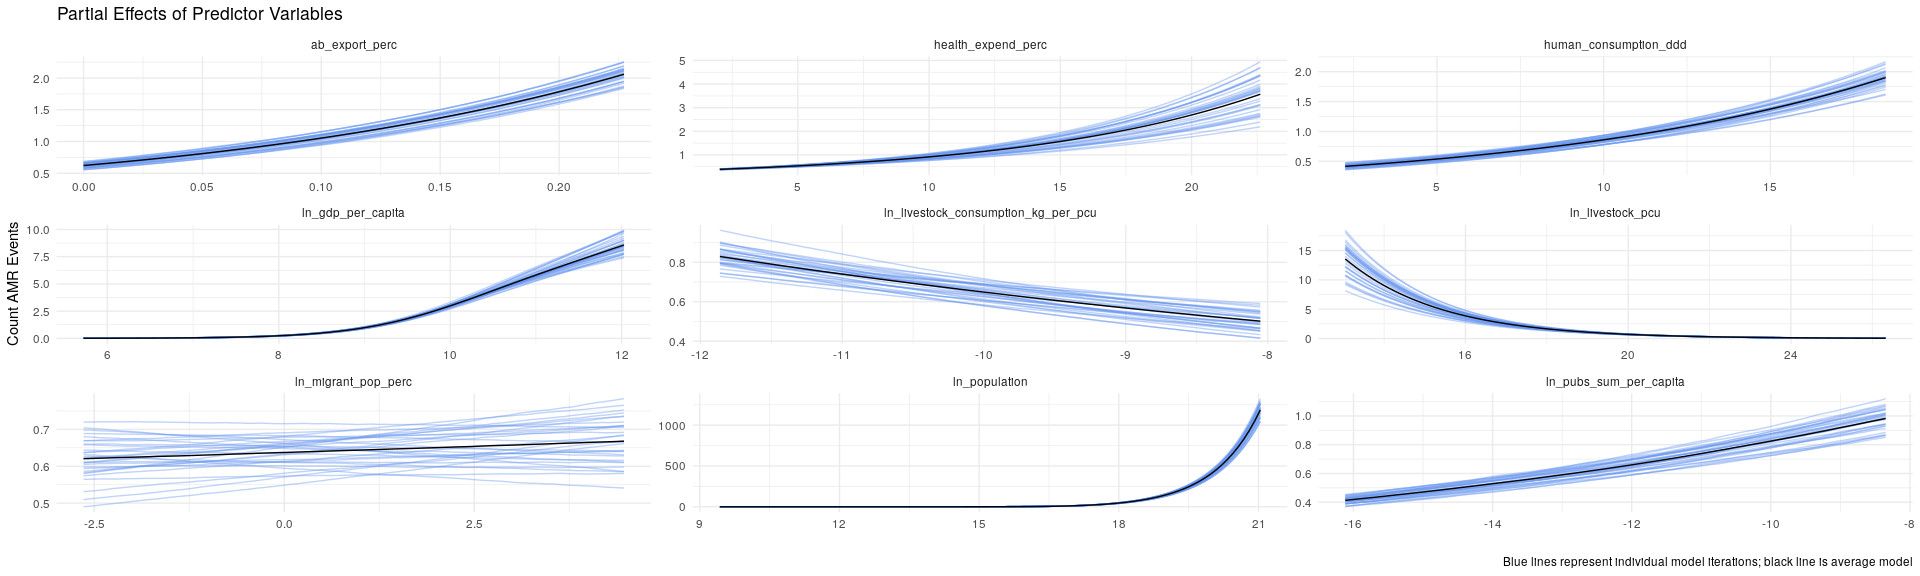 Partial Effects of Predictor Variables
ab_export_perc
health_expend_perc
human_consumption_ddd
2.0
1.5
1.0
0.5
0.00 0.05 0.10 0.15 0.20
5
4
3
2
1
5 10 15 20
2.0
1.5
1.0
0.5
5 10 15
Count AMR Events
ln_gdp_per_capita
ln_livestock_consumption_kg_per_pcu
ln_livestock_pcu
10.0
7.5
5.0
2.5
0.0
6 8 10 12
0.8
0.6
0.4
-12 -11 -10 -9 -8
15
10
5
0
16 20 24
ln_migrant_pop_perc
ln_population
ln_pubs_sum_per_capita
0.7
0.6
0.5
-2.5 0.0 2.5
1000
500
0
9 12 15 18 21
1.0
0.8
0.6
0.4
-16 -14 -12 -10 -8
Blue lines represent individual model iterations; black line is average model